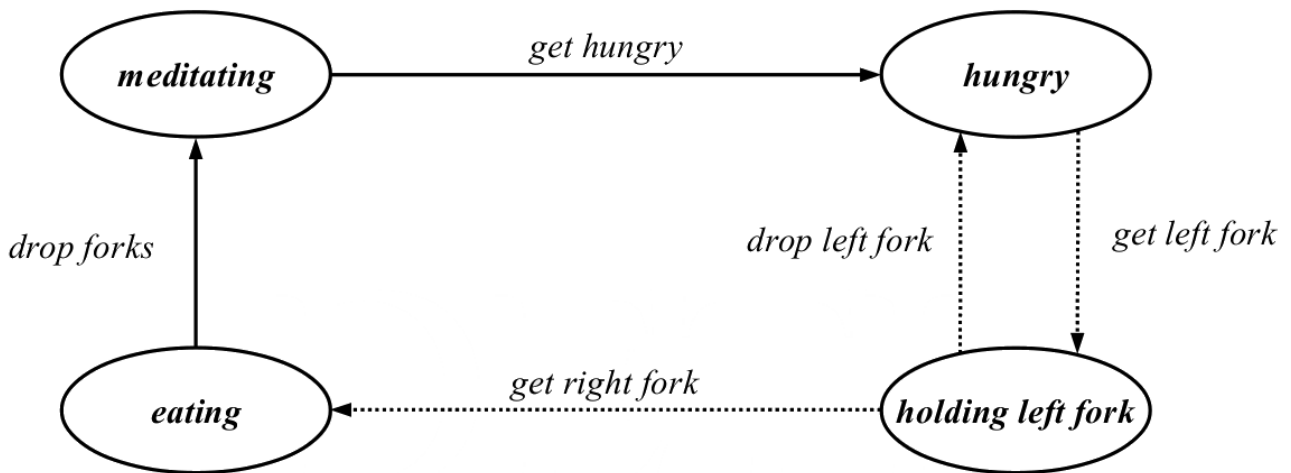 get hungry
meditating
hungry
drop forks
drop left fork
get left fork
get right fork
eating
holding left fork